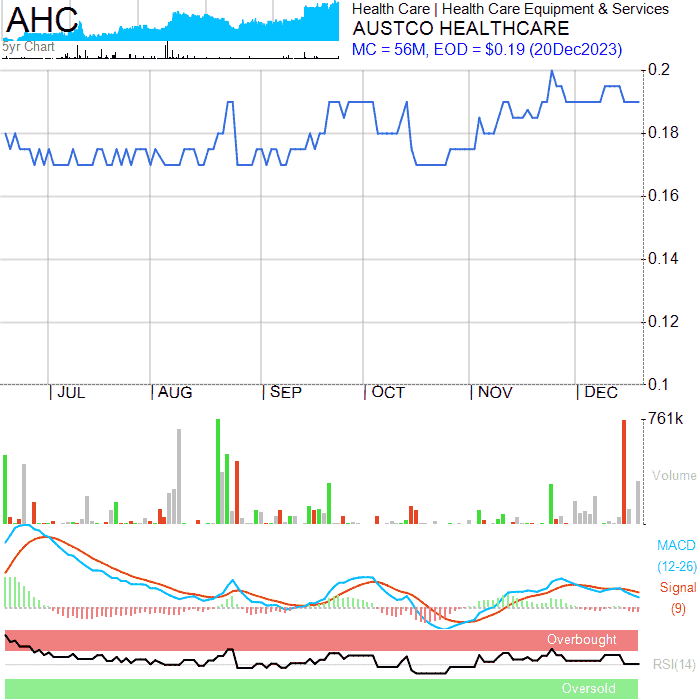 AHC
5yr Chart
Health Care | Health Care Equipment & Services
AUSTCO HEALTHCARE
MC = 56M, EOD = $0.19 (20Dec2023)
0.2
0.18
0.16
0.14
0.12
0.1
JUL AUG SEP OCT NOV DEC
761k
Volume
MACD
(12-26)
Signal
(9)
Overbought
RSI(14)
Oversold